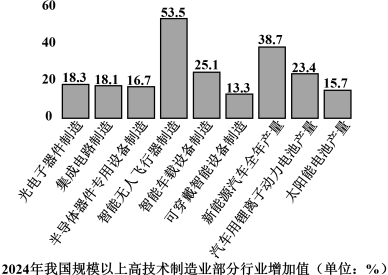 60
40
20
0
18.3
18.1
16.7
53.5
25.1
13.3
38.7
23.4
15.7
光电子器件制造
集成电路制造
半导体器件专用设备制造
智能无人飞行器制造
智能车载设备制造
可穿戴智能设备制造
新能源汽车全年产量
汽车用锂离子动力电池产量
太阳能电池产量
2024年我国规模以上高技术制造业部分行业增加值（单位：%）